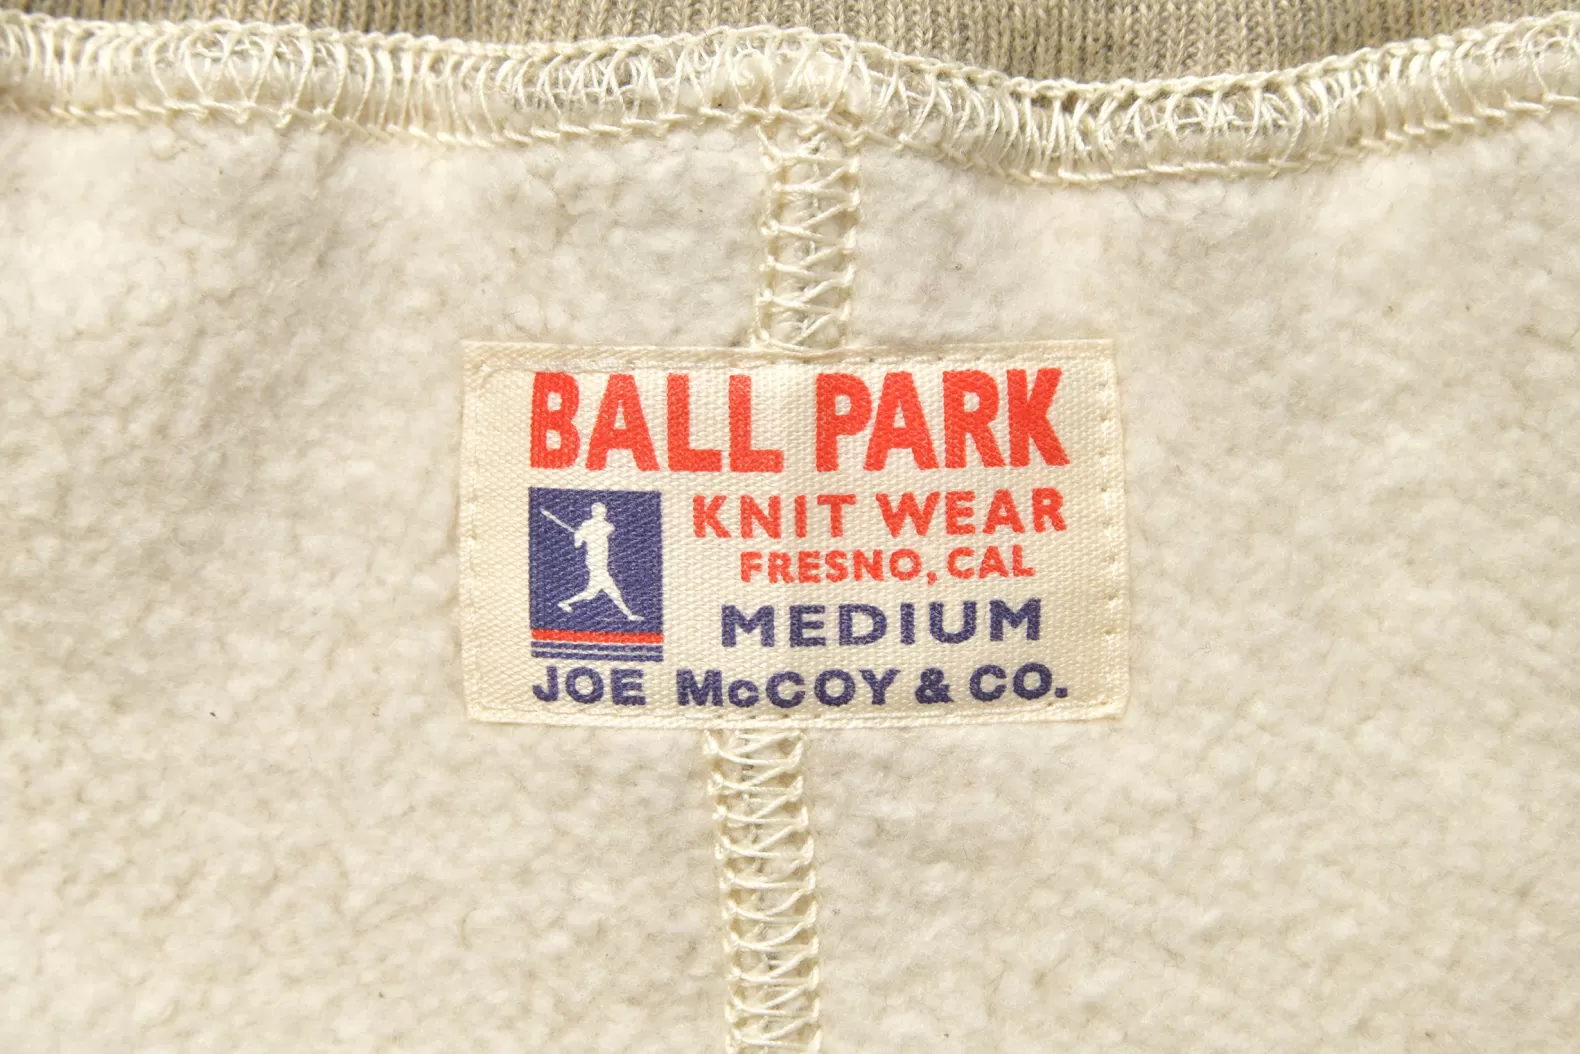 BALL PARK
KNIT WEAR
FRESNO, CAL
MEDIUM
JOE McCOY & CO.